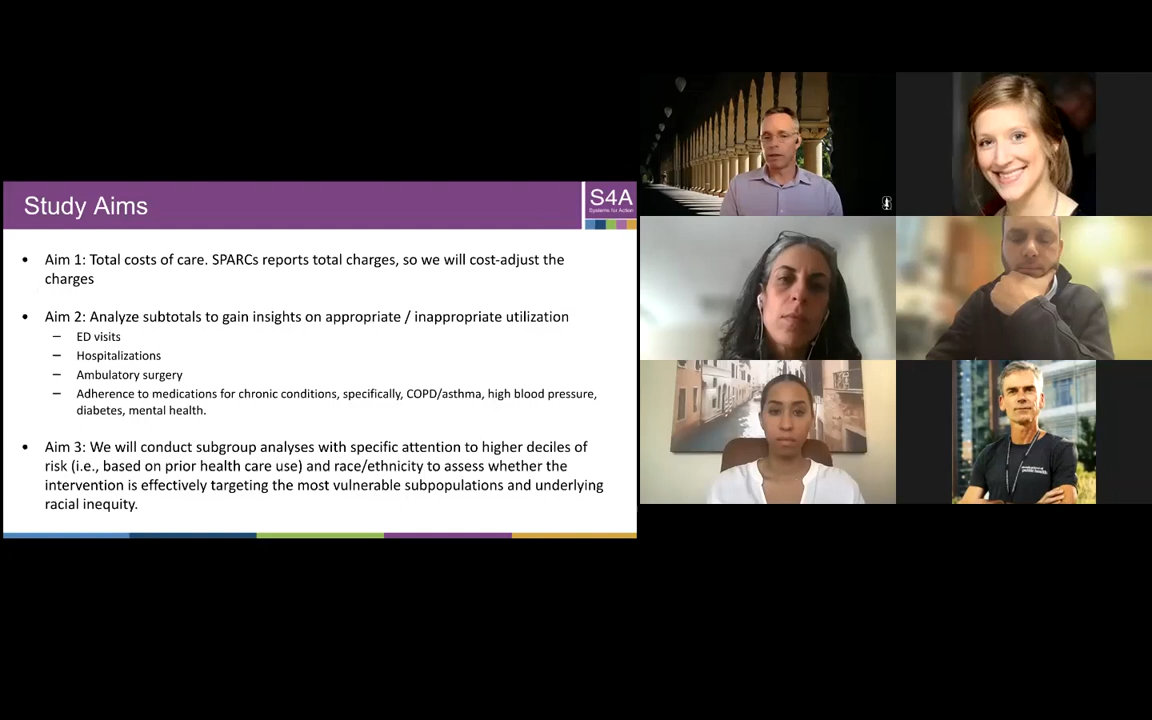 Study Aims
S4A
Systems for Action
• Aim 1: Total costs of care. SPARCs reports total charges, so we will cost-adjust the
charges
• Aim 2: Analyze subtotals to gain insights on appropriate / inappropriate utilization
– ED visits
– Hospitalizations
– Ambulatory surgery
– Adherence to medications for chronic conditions, specifically, COPD/asthma, high blood pressure,
diabetes, mental health.
• Aim 3: We will conduct subgroup analyses with specific attention to higher deciles of
risk (i.e., based on prior health care use) and race/ethnicity to assess whether the
intervention is effectively targeting the most vulnerable subpopulations and underlying
racial inequity.
public health